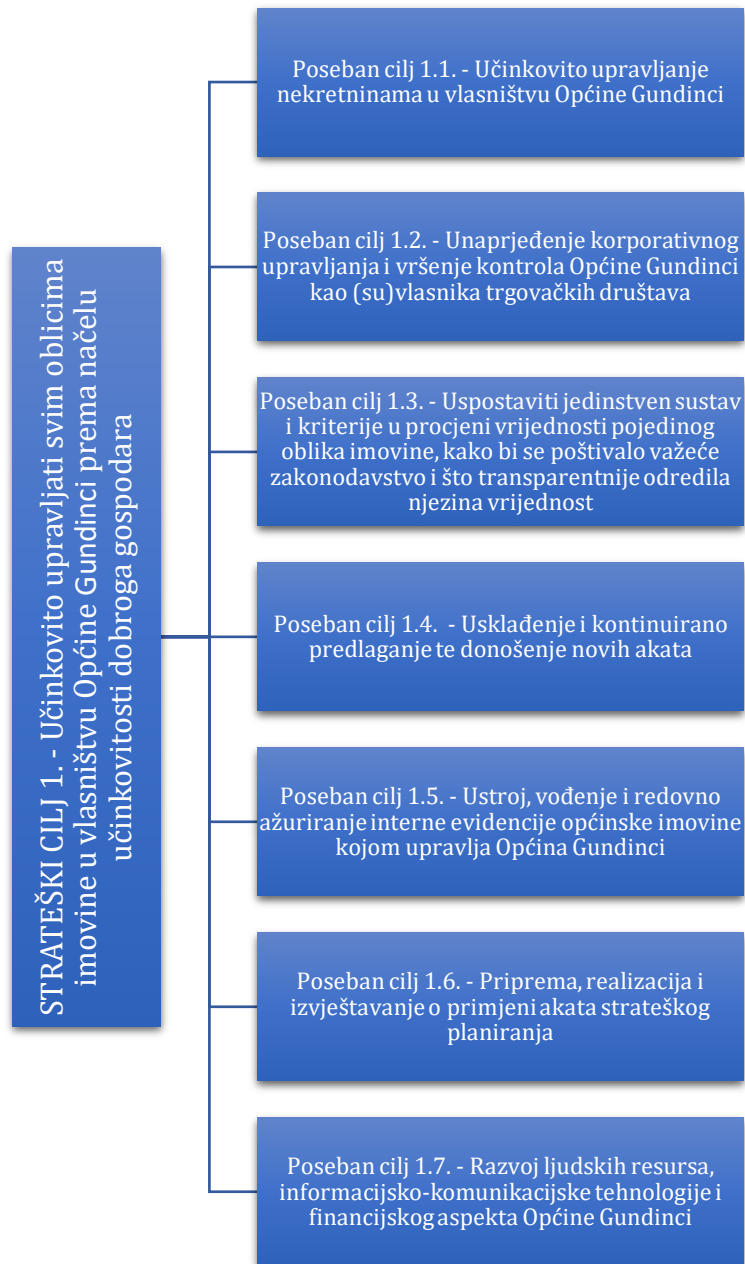 STRATEŠKI CILJ 1. - Učinkovito upravljati svim oblicima
imovine u vlasništvu Općine Gundinci prema načelu
učinkovitosti dobroga gospodara
Poseban cilj 1.1. - Učinkovito upravljanje
nekretninama u vlasništvu Općine Gundinci
Poseban cilj 1.2. - Unaprjeđenje korporativnog
upravljanja i vršenje kontrola Općine Gundinci
kao (su)vlasnika trgovačkih društava
Poseban cilj 1.3. - Uspostaviti jedinstven sustav
i kriterije u procjeni vrijednosti pojedinog
oblika imovine, kako bi se poštivalo važeće
zakonodavstvo i što transparentnije odredila
njezina vrijednost
Poseban cilj 1.4. - Usklađenje i kontinuirano
predlaganje te donošenje novih akata
Poseban cilj 1.5. - Ustroj, vođenje i redovno
ažuriranje interne evidencije općinske imovine
kojom upravlja Općina Gundinci
Poseban cilj 1.6. - Priprema, realizacija i
izvještavanje o primjeni akata strateškog
planiranja
Poseban cilj 1.7. - Razvoj ljudskih resursa,
informacijsko-komunikacijske tehnologije i
financijskog aspekta Općine Gundinci